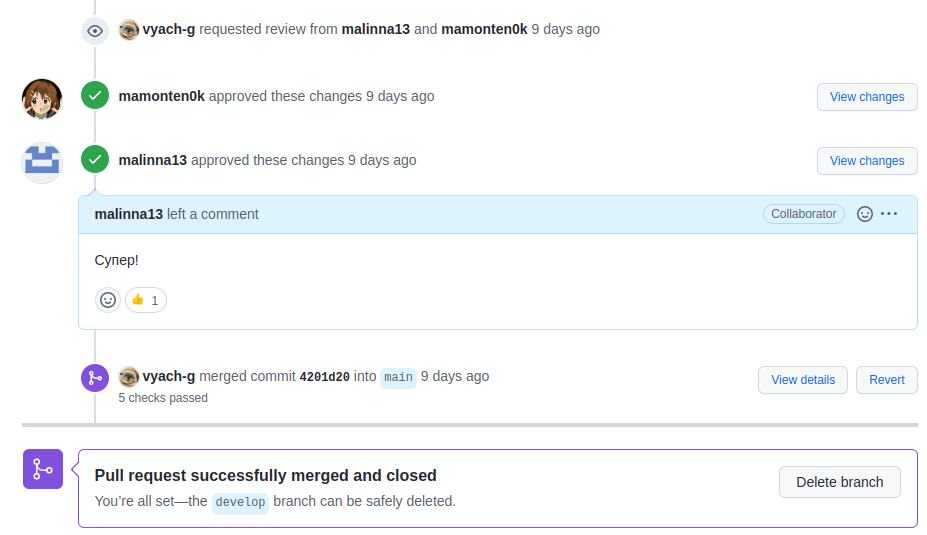 vyach-g requested review from malinna13 and mamonten0k 9 days ago
mamonten0k approved these changes 9 days ago
View changes
malinna13 approved these changes 9 days ago
View changes
malinna13 left a comment
Collaborator
Супер!
1
vyach-g merged commit 4201d20 into main 9 days ago
View details
Revert
5 checks passed
Pull request successfully merged and closed
You’re all set—the develop branch can be safely deleted.
Delete branch